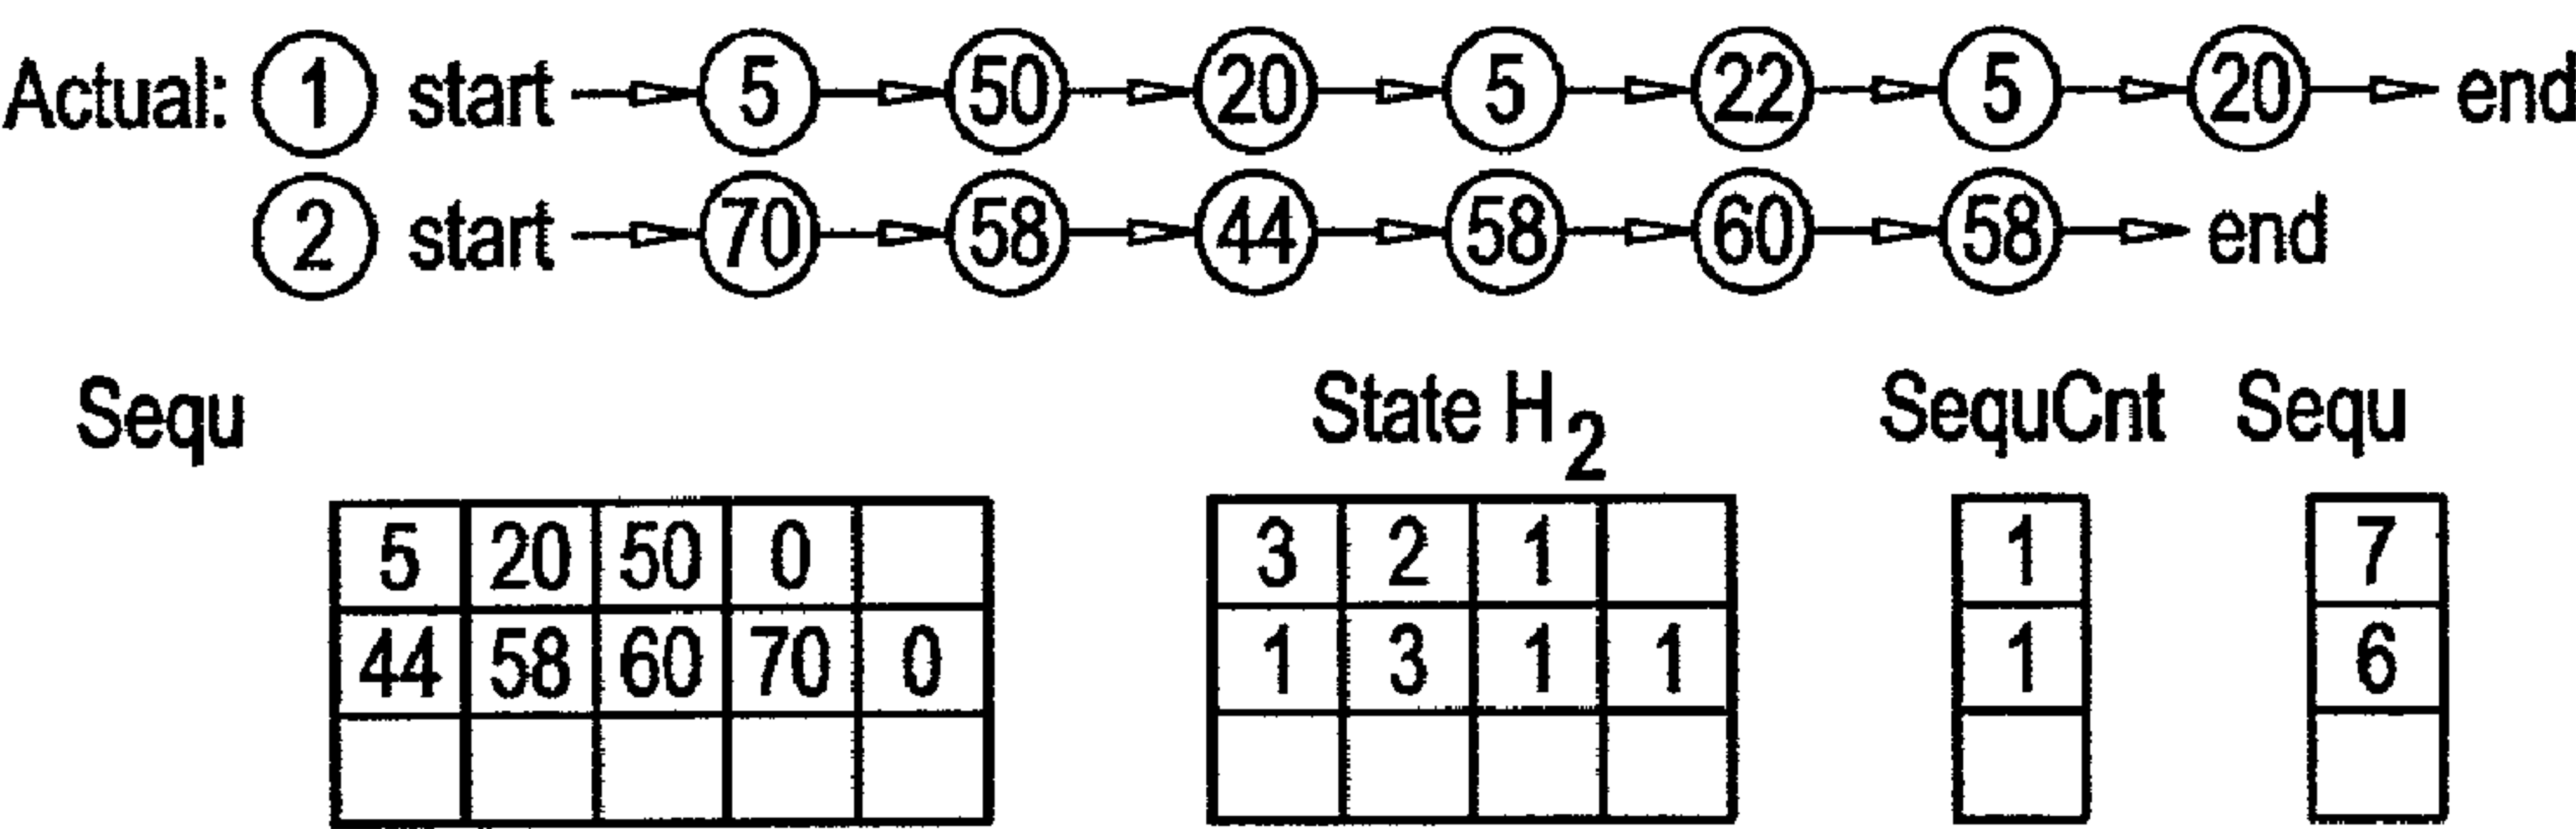 Actual: 1 start 5 50 20 5 22 5 20 end
2 start 70 58 44 58 60 58 end
Sequ State H2 SequCnt Sequ
5 20 50 0 3 2 1 1 7
44 58 60 70 0 1 3 1 1 1 6